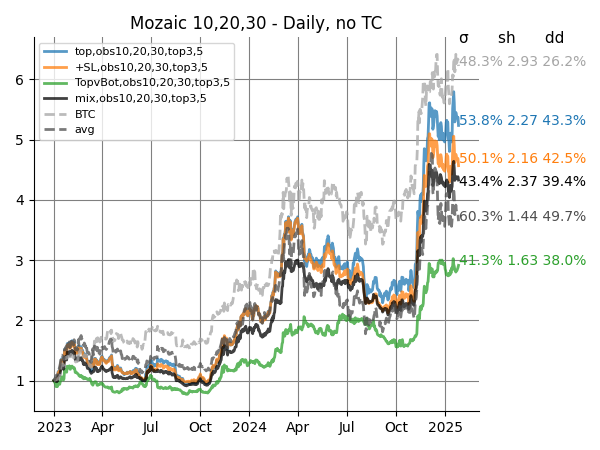 Mozaic 10,20,30 - Daily, no TC
σ sh dd
top,obs10,20,30,top3,5
+SL,obs10,20,30,top3,5
TopvBot,obs10,20,30,top3,5
mix,obs10,20,30,top3,5
BTC
avg
48.3% 2.93 26.2%
53.8% 2.27 43.3%
50.1% 2.16 42.5%
43.4% 2.37 39.4%
60.3% 1.44 49.7%
41.3% 1.63 38.0%
6
5
4
3
2
1
2023 Apr Jul Oct 2024 Apr Jul Oct 2025